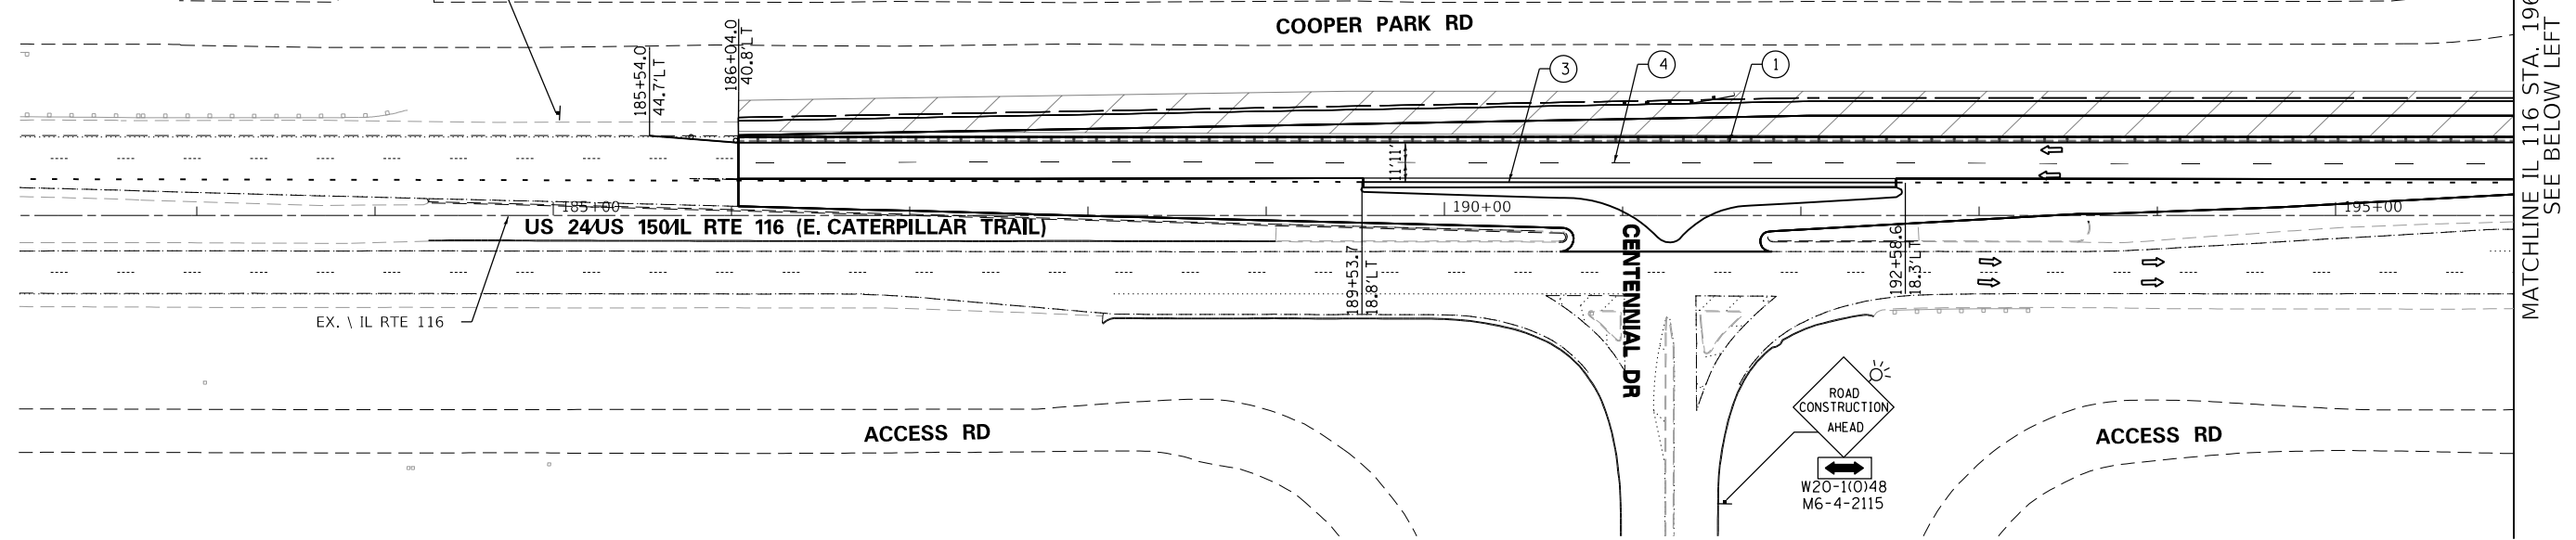 COOPER PARK RD
185+54.0
44.7'LT
186+04.0
40.8'LT
3
4
1
11'
11'
185+00
190+00
195+00
US 24/US 150/IL RTE 116 (E. CATERPILLAR TRAIL)
189+53.7
18.8'LT
CENTENNIAL DR
192+58.6
18.3'LT
EX. \ IL RTE 116
ROAD
CONSTRUCTION
AHEAD
W20-1(0)48
M6-4-2115
ACCESS RD
ACCESS RD
MATCHLINE IL 116 STA. 196
SEE BELOW LEFT